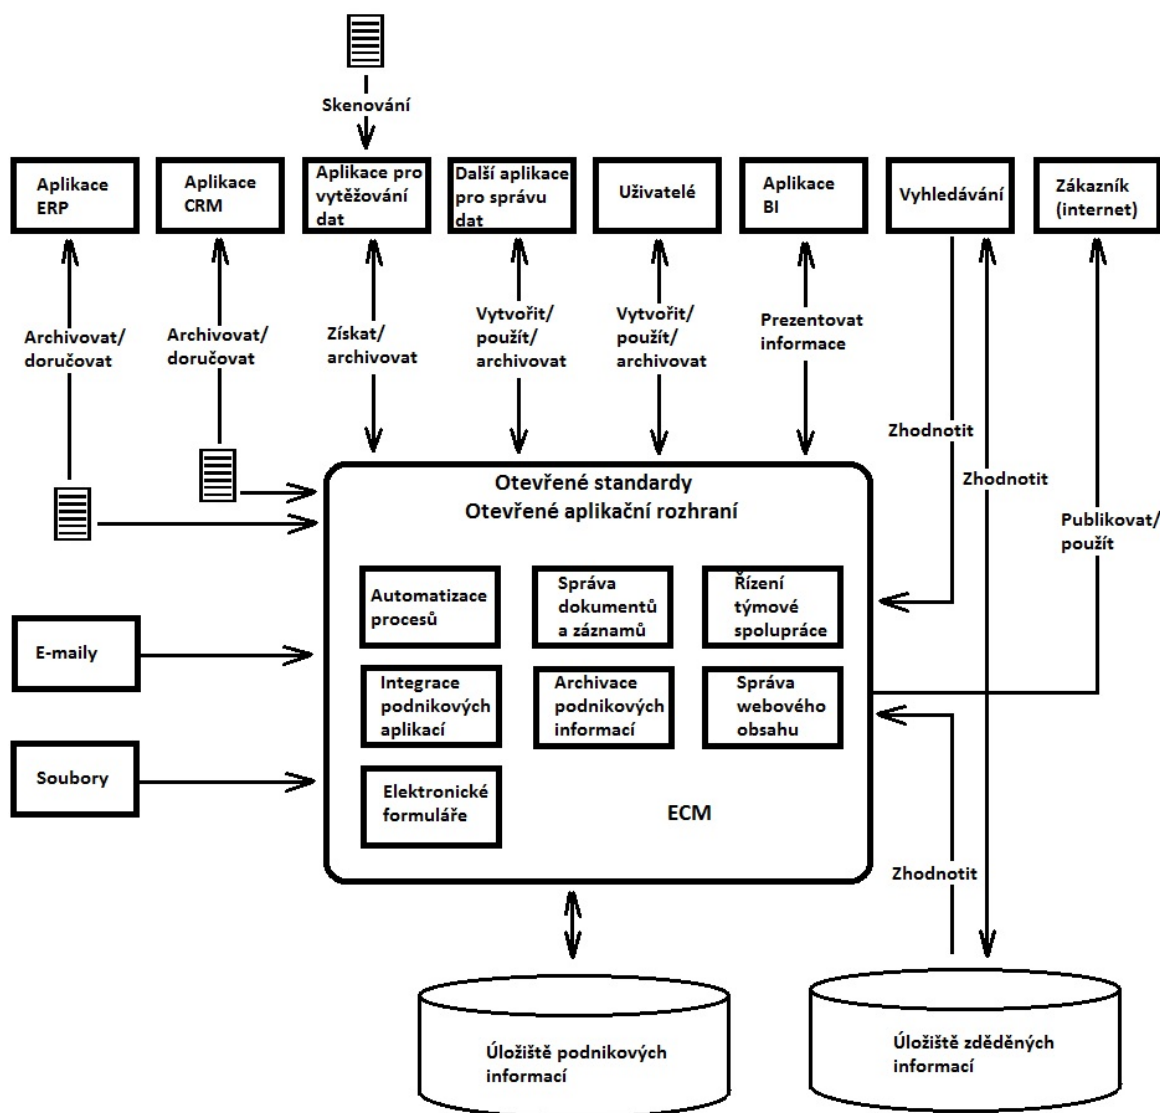 Skenování
Aplikace
ERP
Aplikace
CRM
Aplikace pro
vytěžování
dat
Další aplikace
pro správu
dat
Uživatelé
Aplikace
BI
Vyhledávání
Zákazník
(internet)
Archivovat/
doručovat
Archivovat/
doručovat
Získat/
archivovat
Vytvořit/
použít/
archivovat
Vytvořit/
použít/
archivovat
Prezentovat
informace
Zhodnotit
Zhodnotit
Publikovat/
použít
Otevřené standardy
Otevřené aplikační rozhraní
Automatizace
procesů
Správa
dokumentů
a záznamů
Řízení
týmové
spolupráce
E-maily
Integrace
podnikových
aplikací
Archivace
podnikových
informací
Správa
webového
obsahu
Soubory
Elektronické
formuláře
ECM
Zhodnotit
Úložiště podnikových
informací
Úložiště zděděných
informací